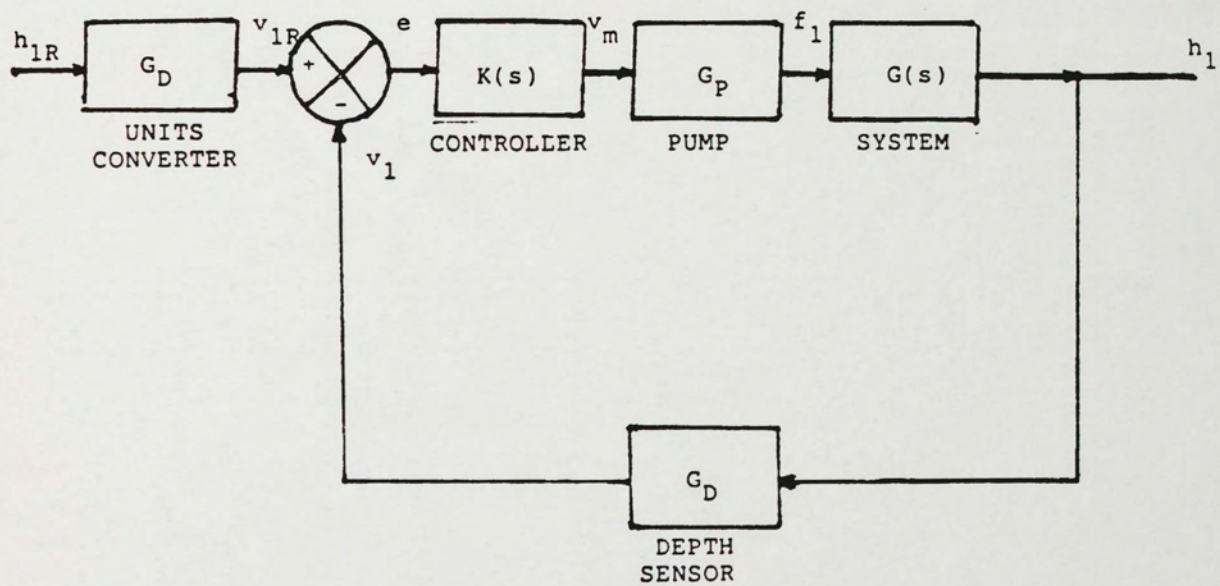 h1R
GD
UNITS
CONVERTER
v1R
+
-
e
K(s)
CONTROLLER
vm
GP
PUMP
f1
G(s)
SYSTEM
h1
v1
GD
DEPTH
SENSOR